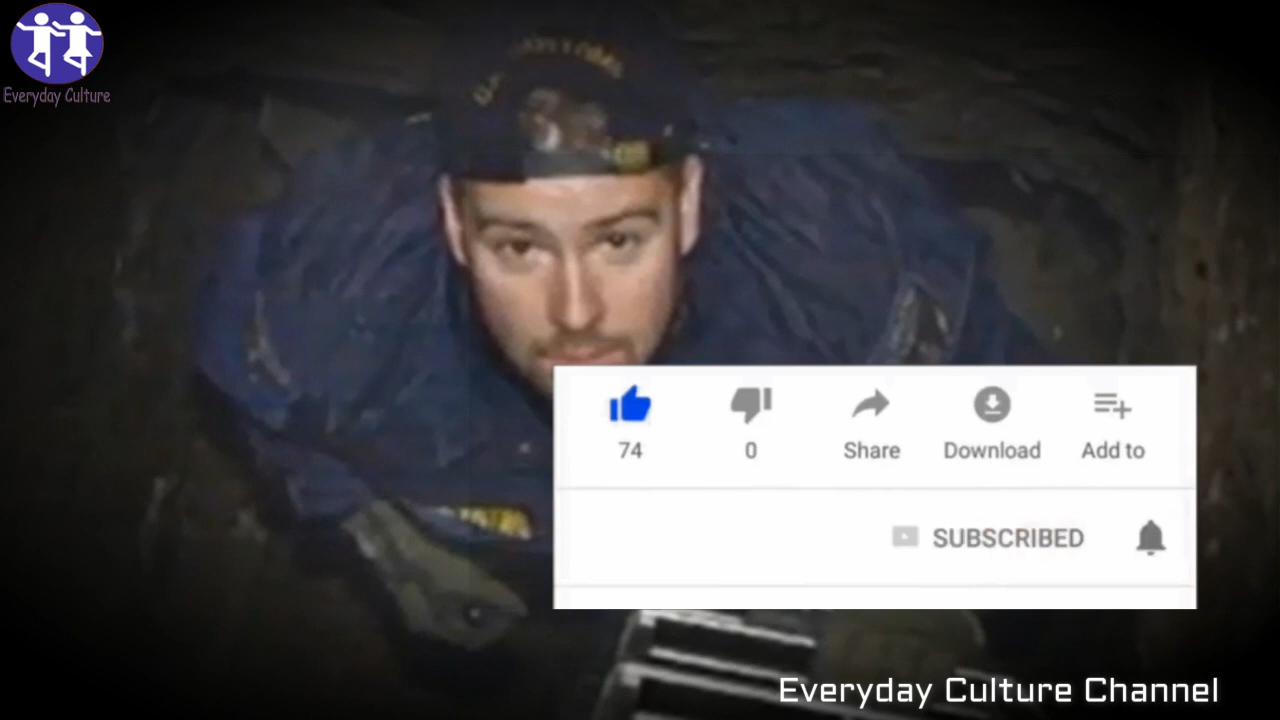 Everyday Culture
74
0
Share
Download
Add to
SUBSCRIBED
Everyday Culture Channel